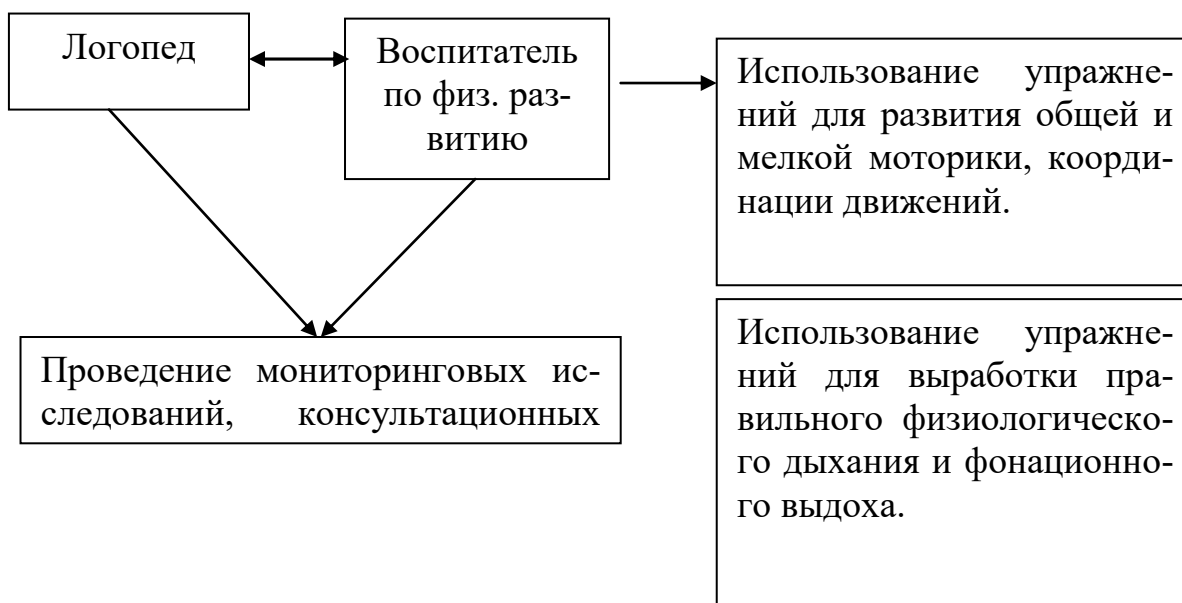 Логопед
Воспитатель
по физ. раз-
витию
Использование упражне-
ний для развития общей и
мелкой моторики, коорди-
нации движений.
Проведение мониторинговых ис-
следований, консультационных
Использование упражне-
ний для выработки пра-
вильного физиологическо-
го дыхания и фонационно-
го выдоха.